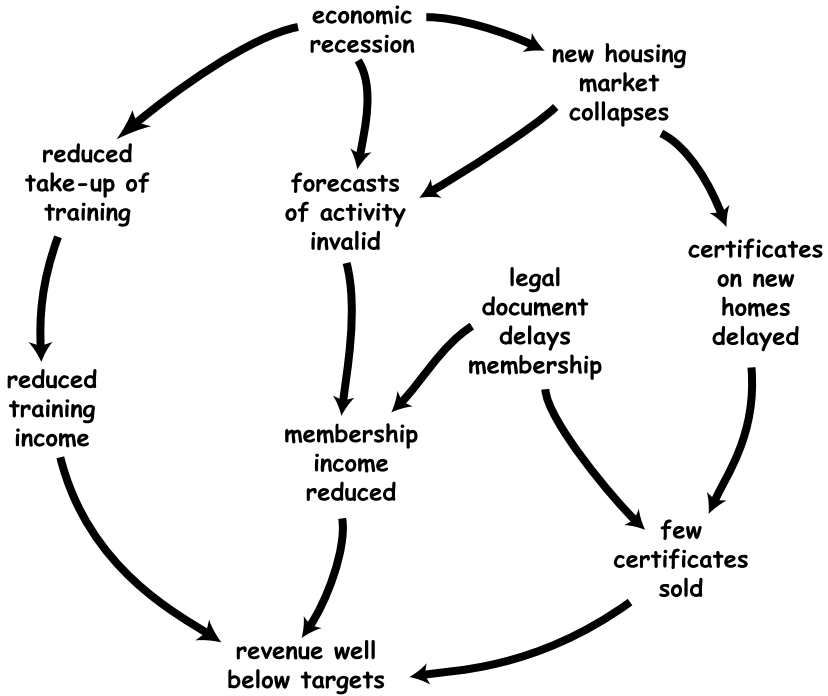 economic
recession
new housing
market
collapses
reduced
take-up of
training
forecasts
of activity
invalid
certificates
on new
homes
delayed
legal
document
delays
membership
reduced
training
income
membership
income
reduced
few
certificates
sold
revenue well
below targets